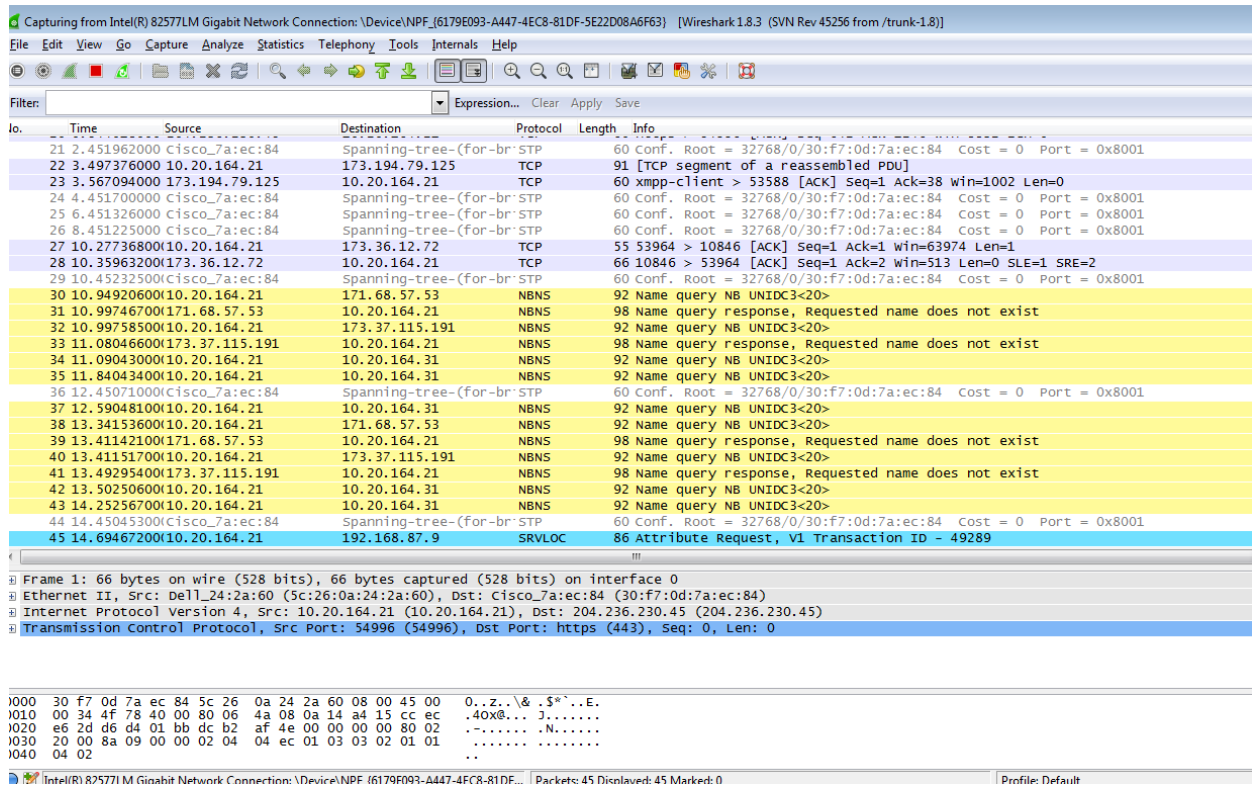 Capturing from Intel(R) 82577LM Gigabit Network Connection: \Device\NPF_{6179E093-A447-4EC8-81DF-5E22D08A6F63} [Wireshark 1.8.3 (SVN Rev 45256 from /trunk-1.8)]
File Edit View Go Capture Analyze Statistics Telephony Tools Internals Help
Filter: Expression... Clear Apply Save
No. Time Source Destination Protocol Length Info
21 2.451962000 Cisco_7a:ec:84 Spanning-tree-(for-br STP 60 Conf. Root = 32768/0/30:f7:0d:7a:ec:84 Cost = 0 Port = 0x8001
22 3.497376000 10.20.164.21 173.194.79.125 TCP 91 [TCP segment of a reassembled PDU]
23 3.567094000 173.194.79.125 10.20.164.21 TCP 60 xmpp-client > 53588 [ACK] Seq=1 Ack=38 Win=1002 Len=0
24 4.451700000 Cisco_7a:ec:84 Spanning-tree-(for-br STP 60 Conf. Root = 32768/0/30:f7:0d:7a:ec:84 Cost = 0 Port = 0x8001
25 6.451326000 Cisco_7a:ec:84 Spanning-tree-(for-br STP 60 Conf. Root = 32768/0/30:f7:0d:7a:ec:84 Cost = 0 Port = 0x8001
26 8.451225000 Cisco_7a:ec:84 Spanning-tree-(for-br STP 60 Conf. Root = 32768/0/30:f7:0d:7a:ec:84 Cost = 0 Port = 0x8001
27 10.27736800( 10.20.164.21 173.36.12.72 TCP 55 53964 > 10846 [ACK] Seq=1 Ack=1 Win=63974 Len=1
28 10.35963200( 173.36.12.72 10.20.164.21 TCP 66 10846 > 53964 [ACK] Seq=1 Ack=2 Win=513 Len=0 SLE=1 SRE=2
29 10.45232500( Cisco_7a:ec:84 Spanning-tree-(for-br STP 60 Conf. Root = 32768/0/30:f7:0d:7a:ec:84 Cost = 0 Port = 0x8001
30 10.94920600( 10.20.164.21 171.68.57.53 NBNS 92 Name query NB UNIDC3<20>
31 10.99746700( 171.68.57.53 10.20.164.21 NBNS 98 Name query response, Requested name does not exist
32 10.99758500( 10.20.164.21 173.37.115.191 NBNS 92 Name query NB UNIDC3<20>
33 11.08046600( 173.37.115.191 10.20.164.21 NBNS 98 Name query response, Requested name does not exist
34 11.09043000( 10.20.164.21 10.20.164.31 NBNS 92 Name query NB UNIDC3<20>
35 11.84043400( 10.20.164.21 10.20.164.31 NBNS 92 Name query NB UNIDC3<20>
36 12.45071000( Cisco_7a:ec:84 Spanning-tree-(for-br STP 60 Conf. Root = 32768/0/30:f7:0d:7a:ec:84 Cost = 0 Port = 0x8001
37 12.59048100( 10.20.164.21 10.20.164.31 NBNS 92 Name query NB UNIDC3<20>
38 13.34153600( 10.20.164.21 171.68.57.53 NBNS 92 Name query NB UNIDC3<20>
39 13.41142100( 171.68.57.53 10.20.164.21 NBNS 98 Name query response, Requested name does not exist
40 13.41151700( 10.20.164.21 173.37.115.191 NBNS 92 Name query NB UNIDC3<20>
41 13.49295400( 173.37.115.191 10.20.164.21 NBNS 98 Name query response, Requested name does not exist
42 13.50250600( 10.20.164.21 10.20.164.31 NBNS 92 Name query NB UNIDC3<20>
43 14.25256700( 10.20.164.21 10.20.164.31 NBNS 92 Name query NB UNIDC3<20>
44 14.45045300( Cisco_7a:ec:84 Spanning-tree-(for-br STP 60 Conf. Root = 32768/0/30:f7:0d:7a:ec:84 Cost = 0 Port = 0x8001
45 14.69467200( 10.20.164.21 192.168.87.9 SRVLOC 86 Attribute Request, V1 Transaction ID - 49289
Frame 1: 66 bytes on wire (528 bits), 66 bytes captured (528 bits) on interface 0
Ethernet II, Src: Dell_24:2a:60 (5c:26:0a:24:2a:60), Dst: Cisco_7a:ec:84 (30:f7:0d:7a:ec:84)
Internet Protocol Version 4, Src: 10.20.164.21 (10.20.164.21), Dst: 204.236.230.45 (204.236.230.45)
Transmission Control Protocol, Src Port: 54996 (54996), Dst Port: https (443), Seq: 0, Len: 0
0000 30 f7 0d 7a ec 84 5c 26 0a 24 2a 60 08 00 45 00 0..z..\& .$*`..E.
0010 00 34 4f 78 40 00 80 06 4a 08 0a 14 a4 15 cc ec .4Ox@... J.......
0020 e6 2d d6 d4 01 bb dc b2 af 4e 00 00 00 00 80 02 .-...... .N......
0030 20 00 8a 09 00 00 02 04 04 ec 01 03 03 02 01 01 ....... ........
0040 04 02 ..
Intel(R) 82577LM Gigabit Network Connection: \Device\NPF_{6179E093-A447-4EC8-81DF... Packets: 45 Displayed: 45 Marked: 0 Profile: Default